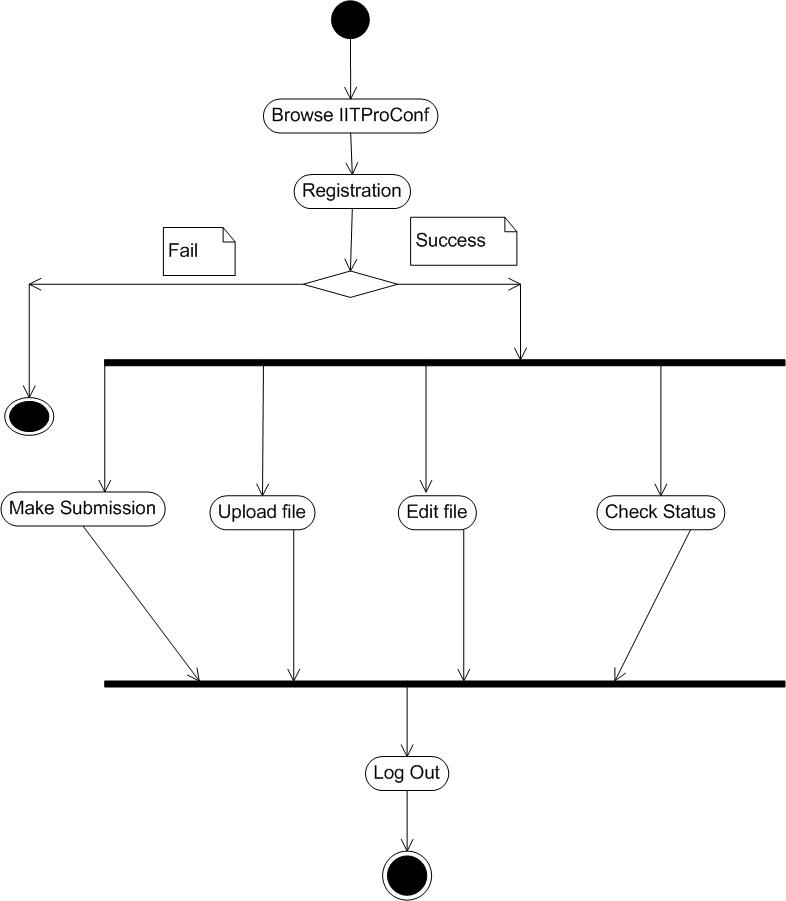 Browse IITProConf
Registration
Fail
Success
Make Submission
Upload file
Edit file
Check Status
Log Out